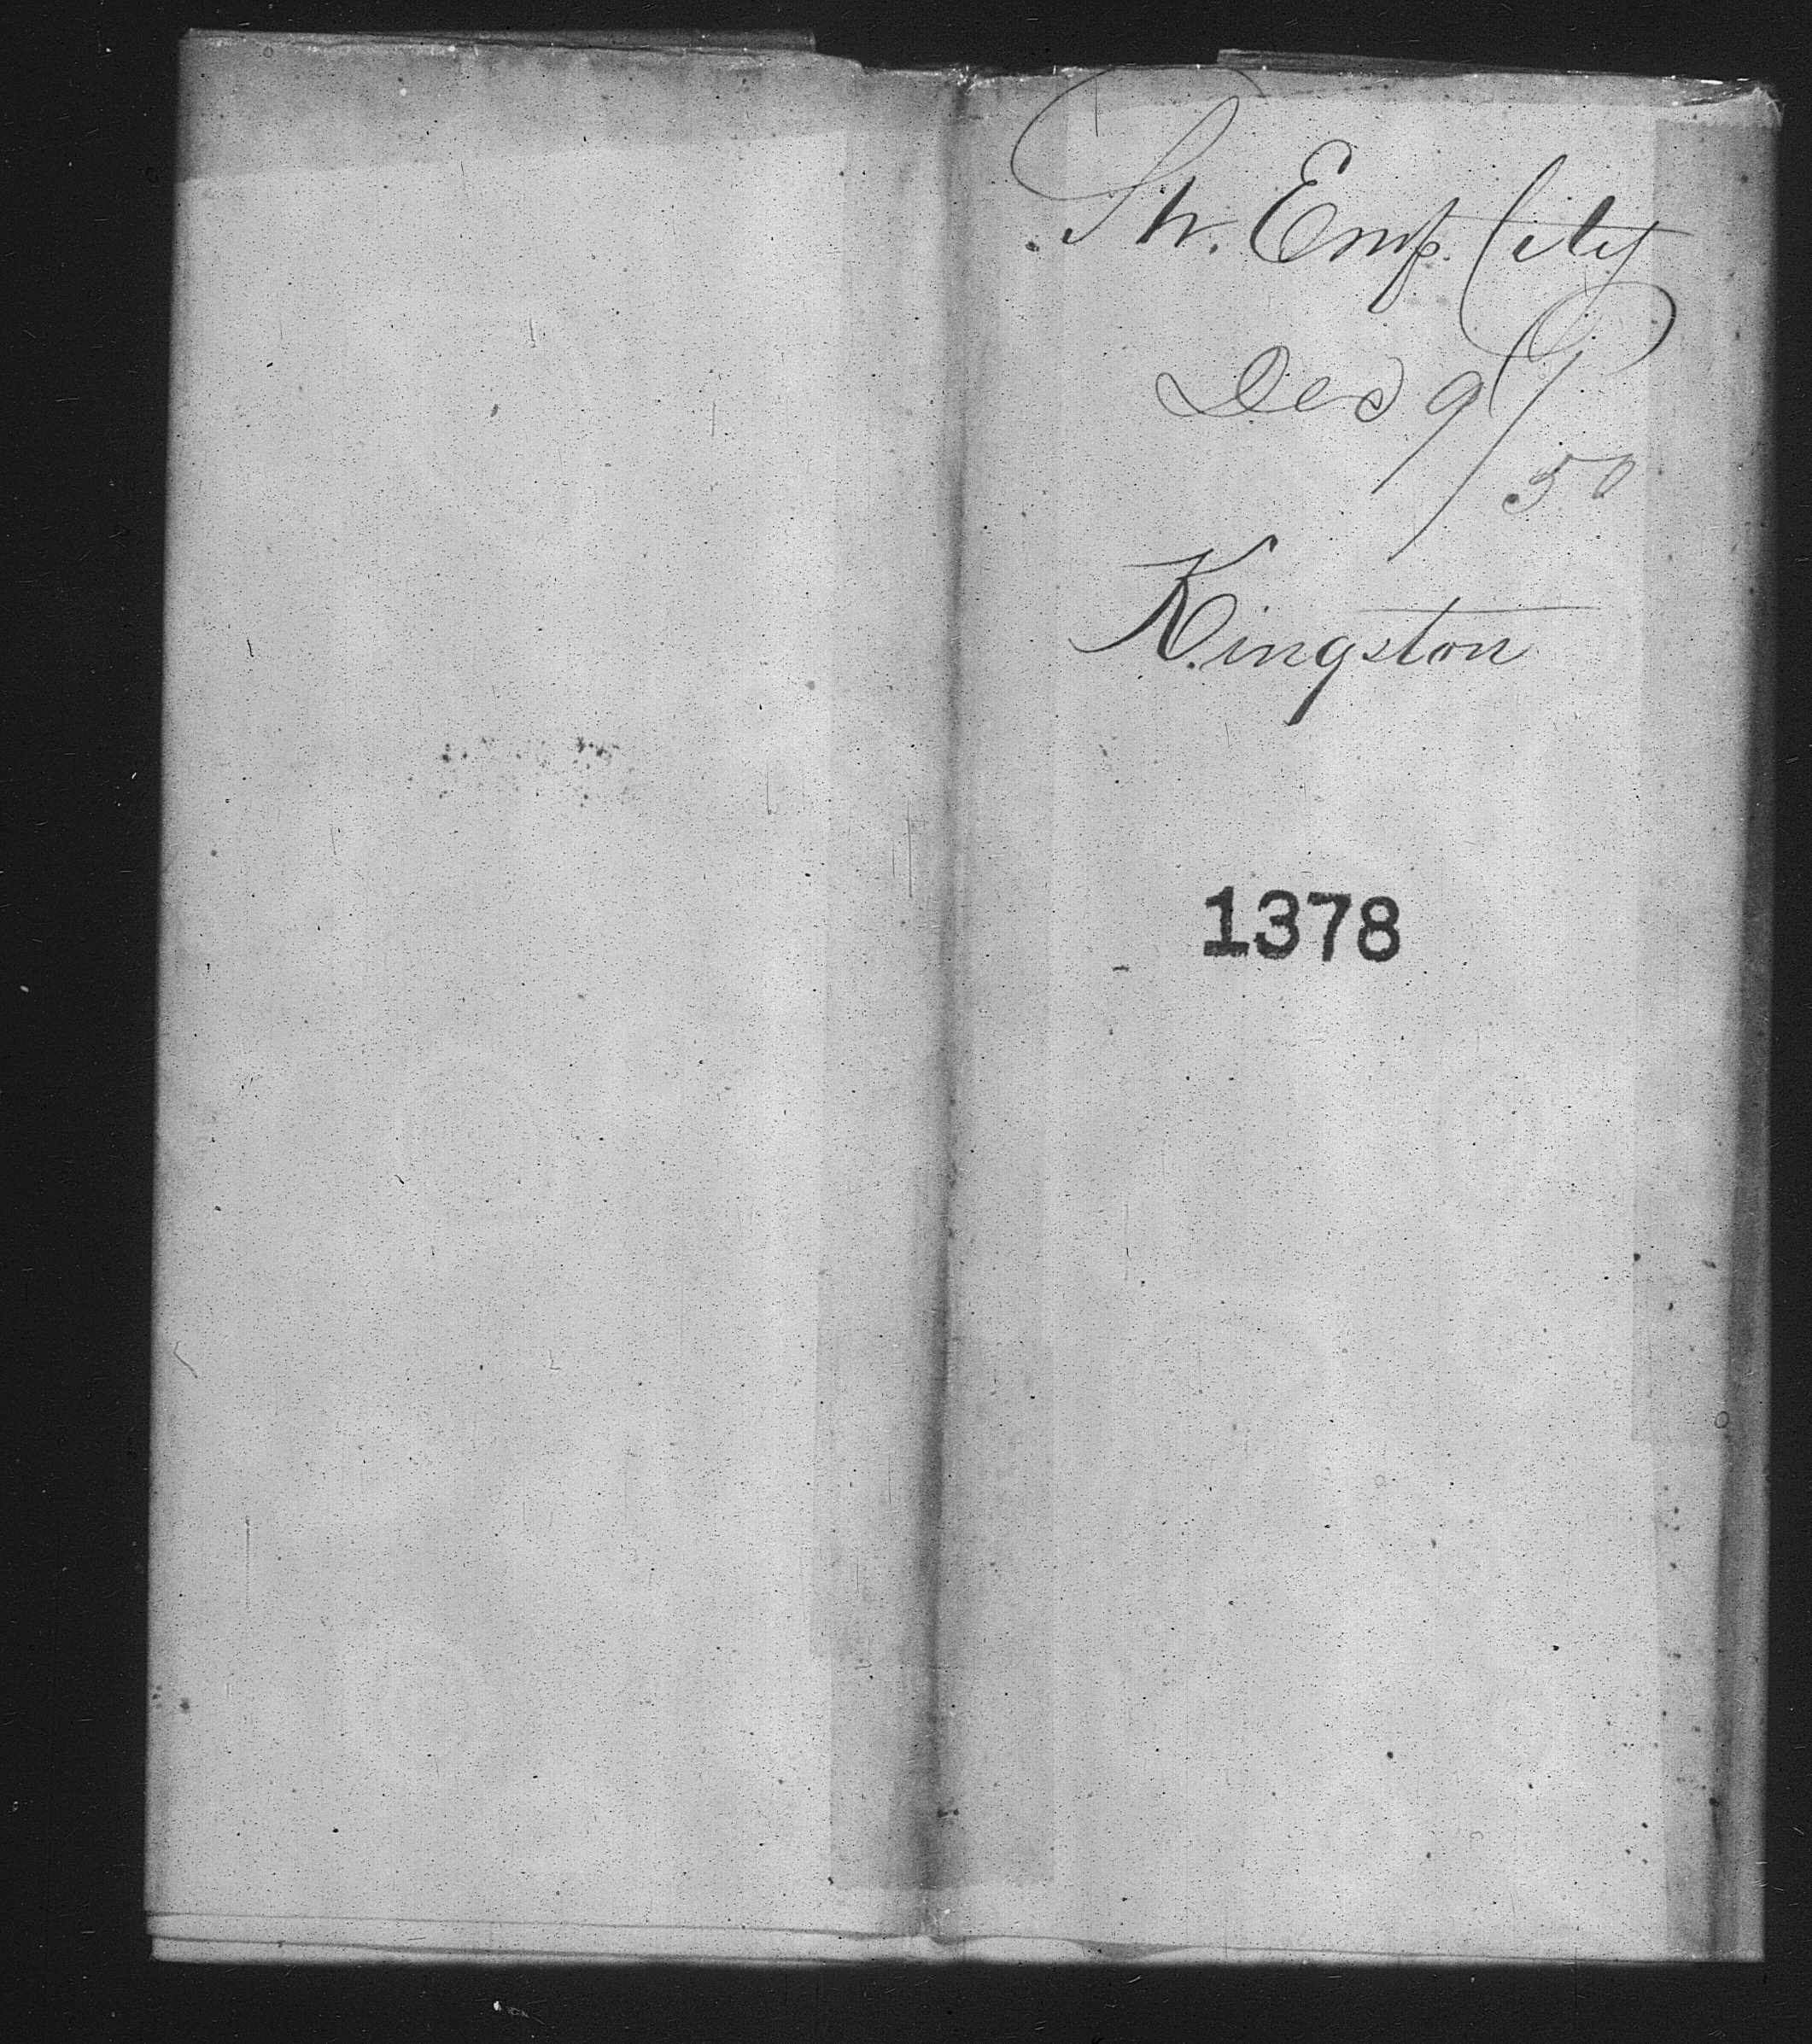 Str. Emp. City
Dec 9/50
Kingston
1378